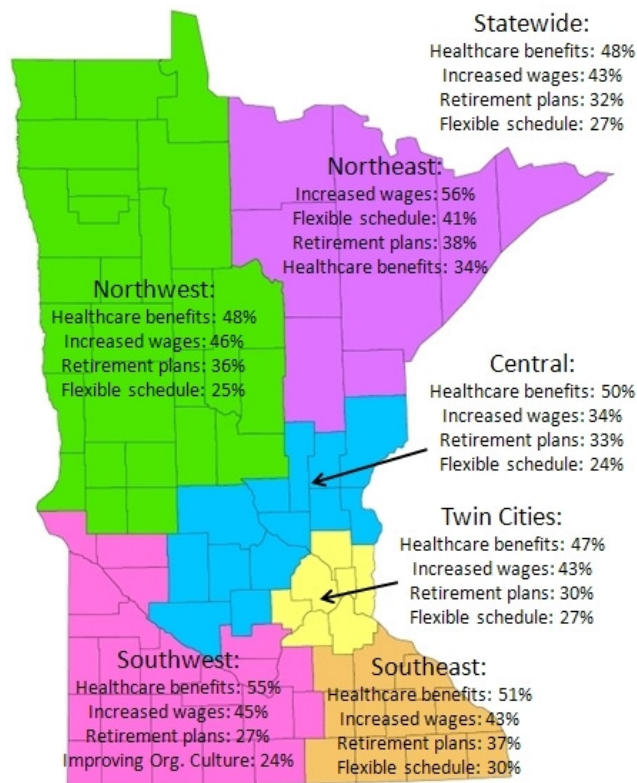 Statewide:
Healthcare benefits: 48%
Increased wages: 43%
Retirement plans: 32%
Flexible schedule: 27%
Northeast:
Increased wages: 56%
Flexible schedule: 41%
Retirement plans: 38%
Healthcare benefits: 34%
Northwest:
Healthcare benefits: 48%
Increased wages: 46%
Retirement plans: 36%
Flexible schedule: 25%
Central:
Healthcare benefits: 50%
Increased wages: 34%
Retirement plans: 33%
Flexible schedule: 24%
Twin Cities:
Healthcare benefits: 47%
Increased wages: 43%
Retirement plans: 30%
Flexible schedule: 27%
Southwest:
Healthcare benefits: 55%
Increased wages: 45%
Retirement plans: 27%
Improving Org. Culture: 24%
Southeast:
Healthcare benefits: 51%
Increased wages: 43%
Retirement plans: 37%
Flexible schedule: 30%